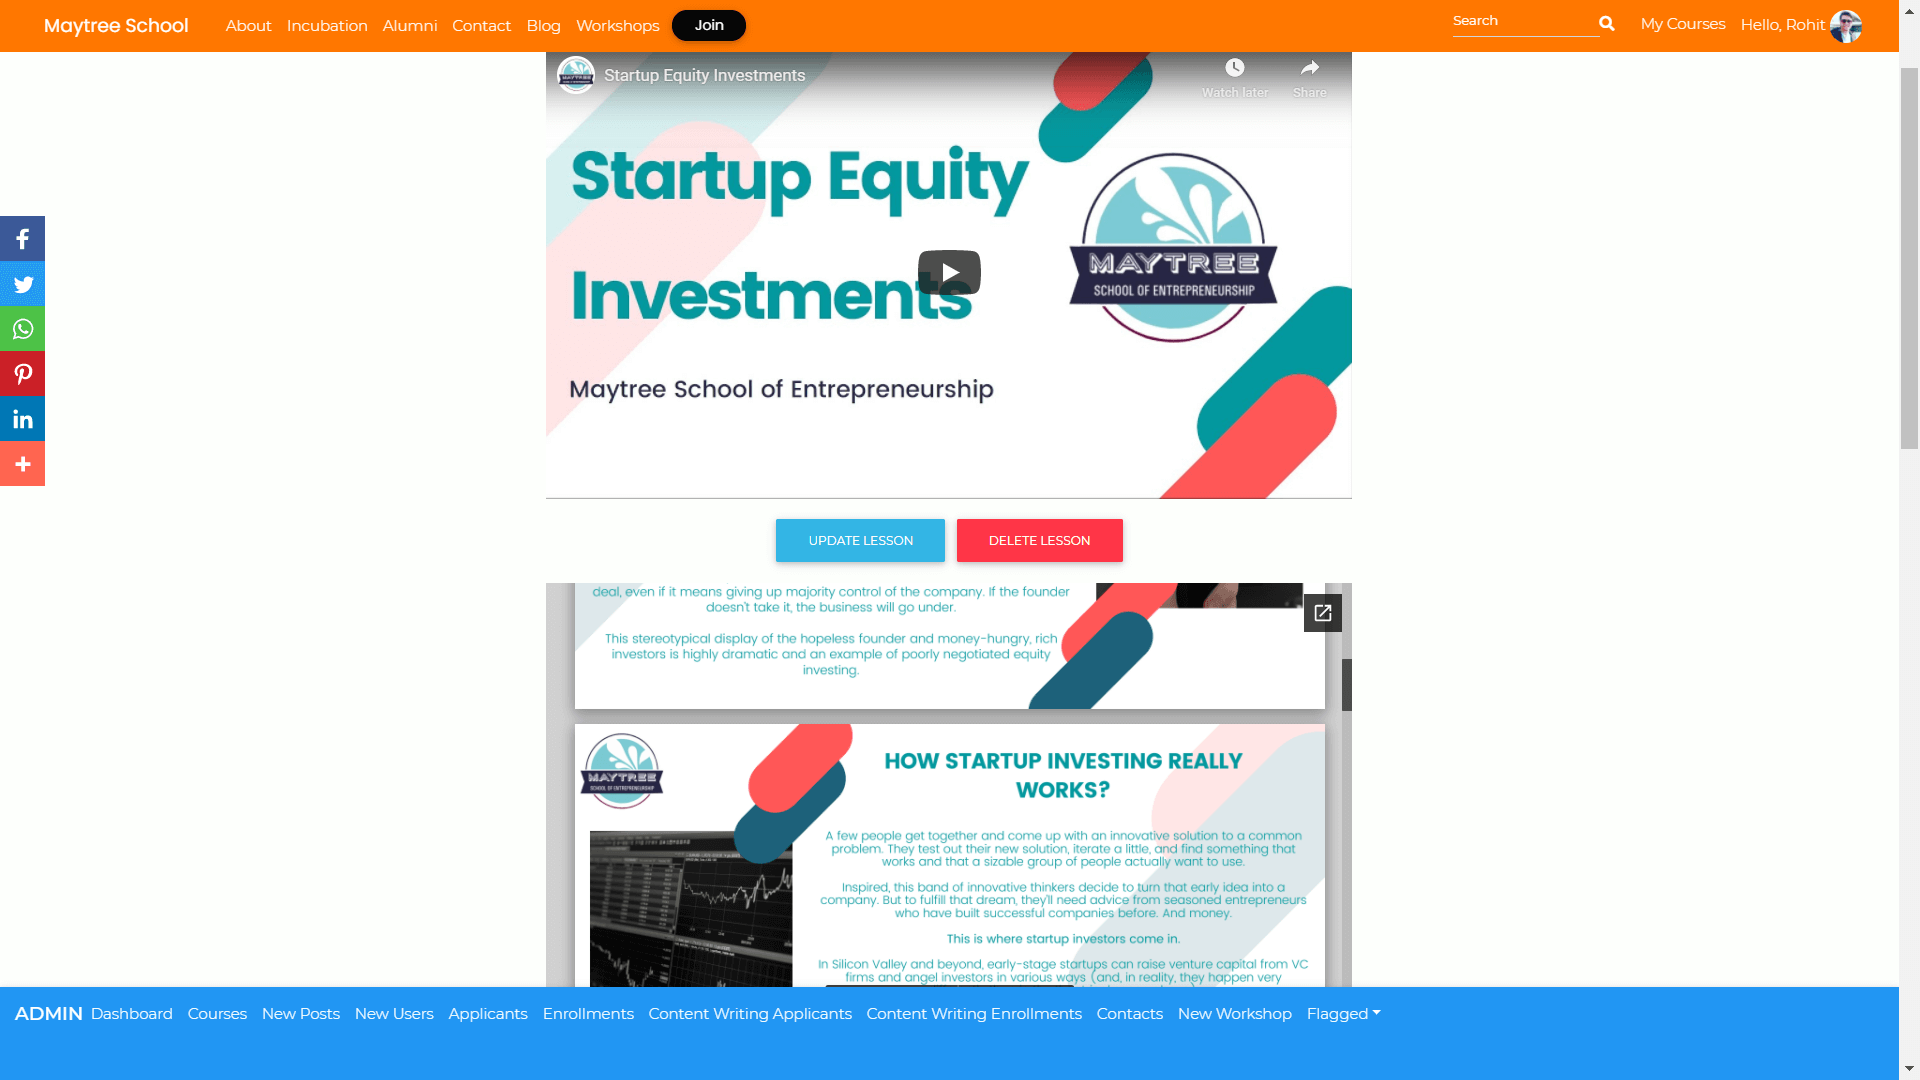 Maytree School About Incubation Alumni Contact Blog Workshops Join Search My Courses Hello, Rohit
Startup Equity Investments
Watch later Share
Startup Equity
Investments
MAYTREE
SCHOOL OF ENTREPRENEURSHIP
Maytree School of Entrepreneurship
UPDATE LESSON DELETE LESSON
deal, even if it means giving up majority control of the company. If the founder
doesn't take it, the business will go under.
This stereotypical display of the hopeless founder and money-hungry, rich
investors is highly dramatic and an example of poorly negotiated equity
investing.
MAYTREE
SCHOOL OF ENTREPRENEURSHIP
HOW STARTUP INVESTING REALLY
WORKS?
A few people get together and come up with an innovative solution to a common
problem. They test out their new solution, iterate a little, and find something that
works and that a sizable group of people actually want to use.
Inspired, this band of innovative thinkers decide to turn that early idea into a
company. But to fulfill that dream, they'll need advice from seasoned entrepreneurs
who have built successful companies before. And money.
This is where startup investors come in.
In Silicon Valley and beyond, early-stage startups can raise venture capital from VC
firms and angel investors in various ways (and, in reality, they happen very
ADMIN Dashboard Courses New Posts New Users Applicants Enrollments Content Writing Applicants Content Writing Enrollments Contacts New Workshop Flagged